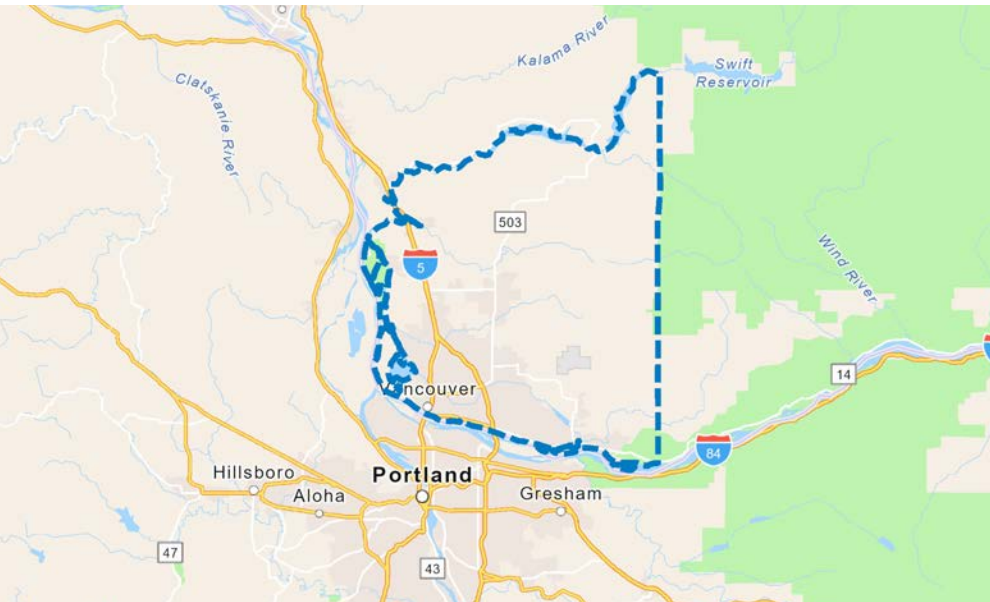 Kalama River
Swift
Reservoir
Clatskanie River
503
5
Wind River
14
Vancouver
84
Hillsboro
Portland
Aloha
Gresham
47
43